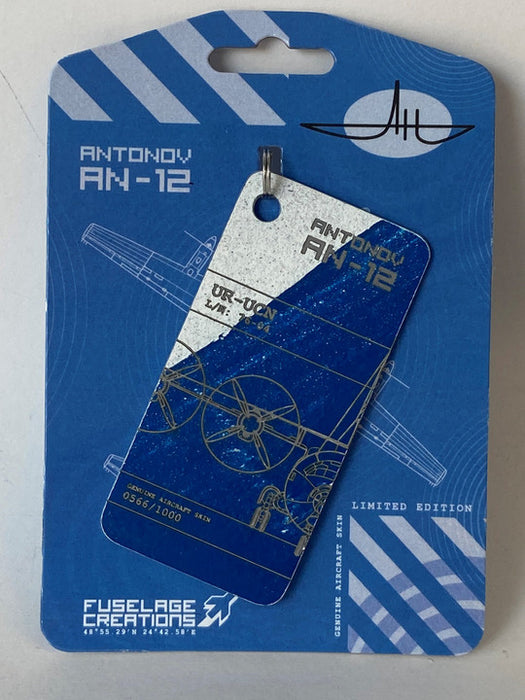 ANTONOV
AN-12
Ан
ANTONOV
AN-12
UR-UCN
GENUINE AIRCRAFT SKIN
0566/1000
LIMITED EDITION
GENUINE AIRCRAFT SKIN
FUSELAGE
CREATIONS
48°55.29'N 24°42.58'E